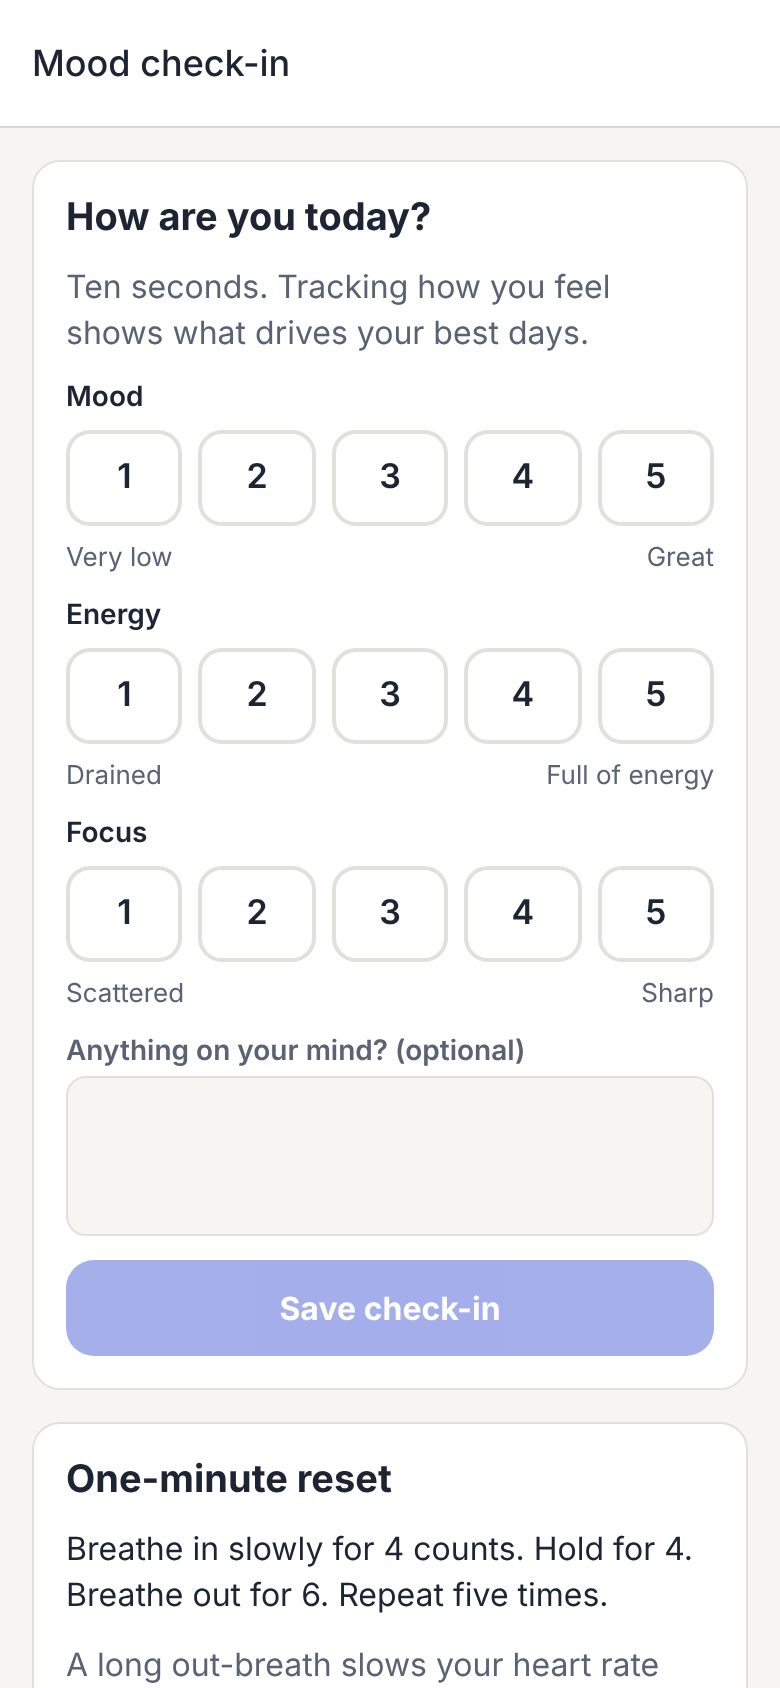 Mood check-in
How are you today?
Ten seconds. Tracking how you feel
shows what drives your best days.
Mood
1 2 3 4 5
Very low Great
Energy
1 2 3 4 5
Drained Full of energy
Focus
1 2 3 4 5
Scattered Sharp
Anything on your mind? (optional)
Save check-in
One-minute reset
Breathe in slowly for 4 counts. Hold for 4.
Breathe out for 6. Repeat five times.
A long out-breath slows your heart rate